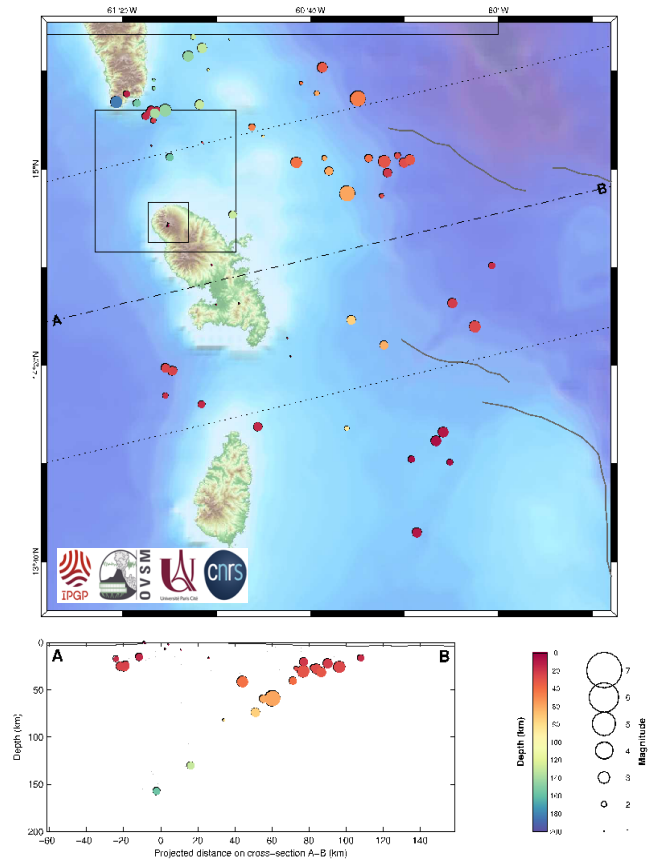 61°20'W
60°40'W
60°W
15°N
14°20'N
13°40'N
A
B
IPGP
OVSM
Université Paris Cité
cnrs
A
B
Depth (km)
0
50
100
150
200
−60
−40
−20
0
20
40
60
80
100
120
140
Projected distance on cross−section A−B (km)
Depth (km)
0
20
40
60
80
100
120
140
160
180
200
7
6
5
4
3
2
1
Magnitude